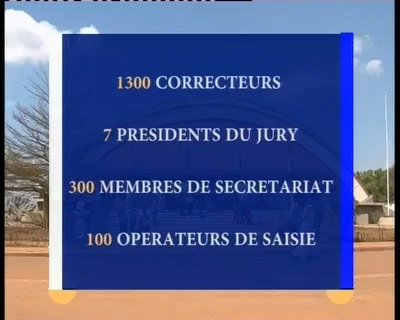 1300 CORRECTEURS
7 PRESIDENTS DU JURY
300 MEMBRES DE SECRETARIAT
100 OPERATEURS DE SAISIE